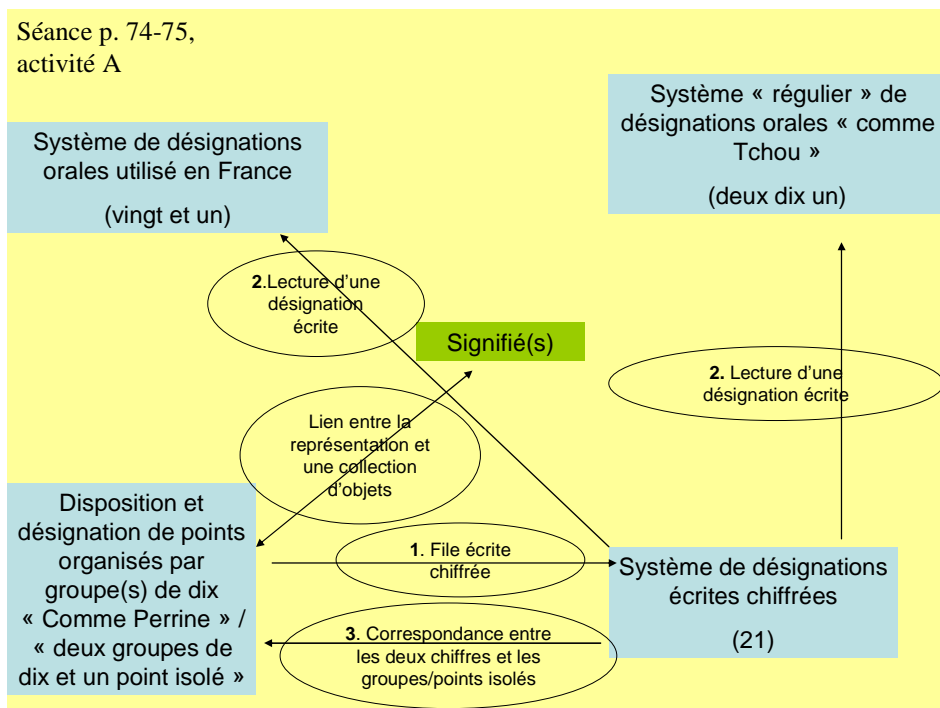 Séance p. 74-75,
activité A
Système « régulier » de
désignations orales « comme
Tchou »
(deux dix un)
Système de désignations
orales utilisé en France
(vingt et un)
2.Lecture d'une
désignation
écrite
Signifié(s)
2. Lecture d'une
désignation écrite
Lien entre la
représentation et
une collection
d'objets
Disposition et
désignation de points
organisés par
groupe(s) de dix
« Comme Perrine » /
« deux groupes de
dix et un point isolé »
1. File écrite
chiffrée
Système de désignations
écrites chiffrées
(21)
3. Correspondance entre
les deux chiffres et les
groupes/points isolés